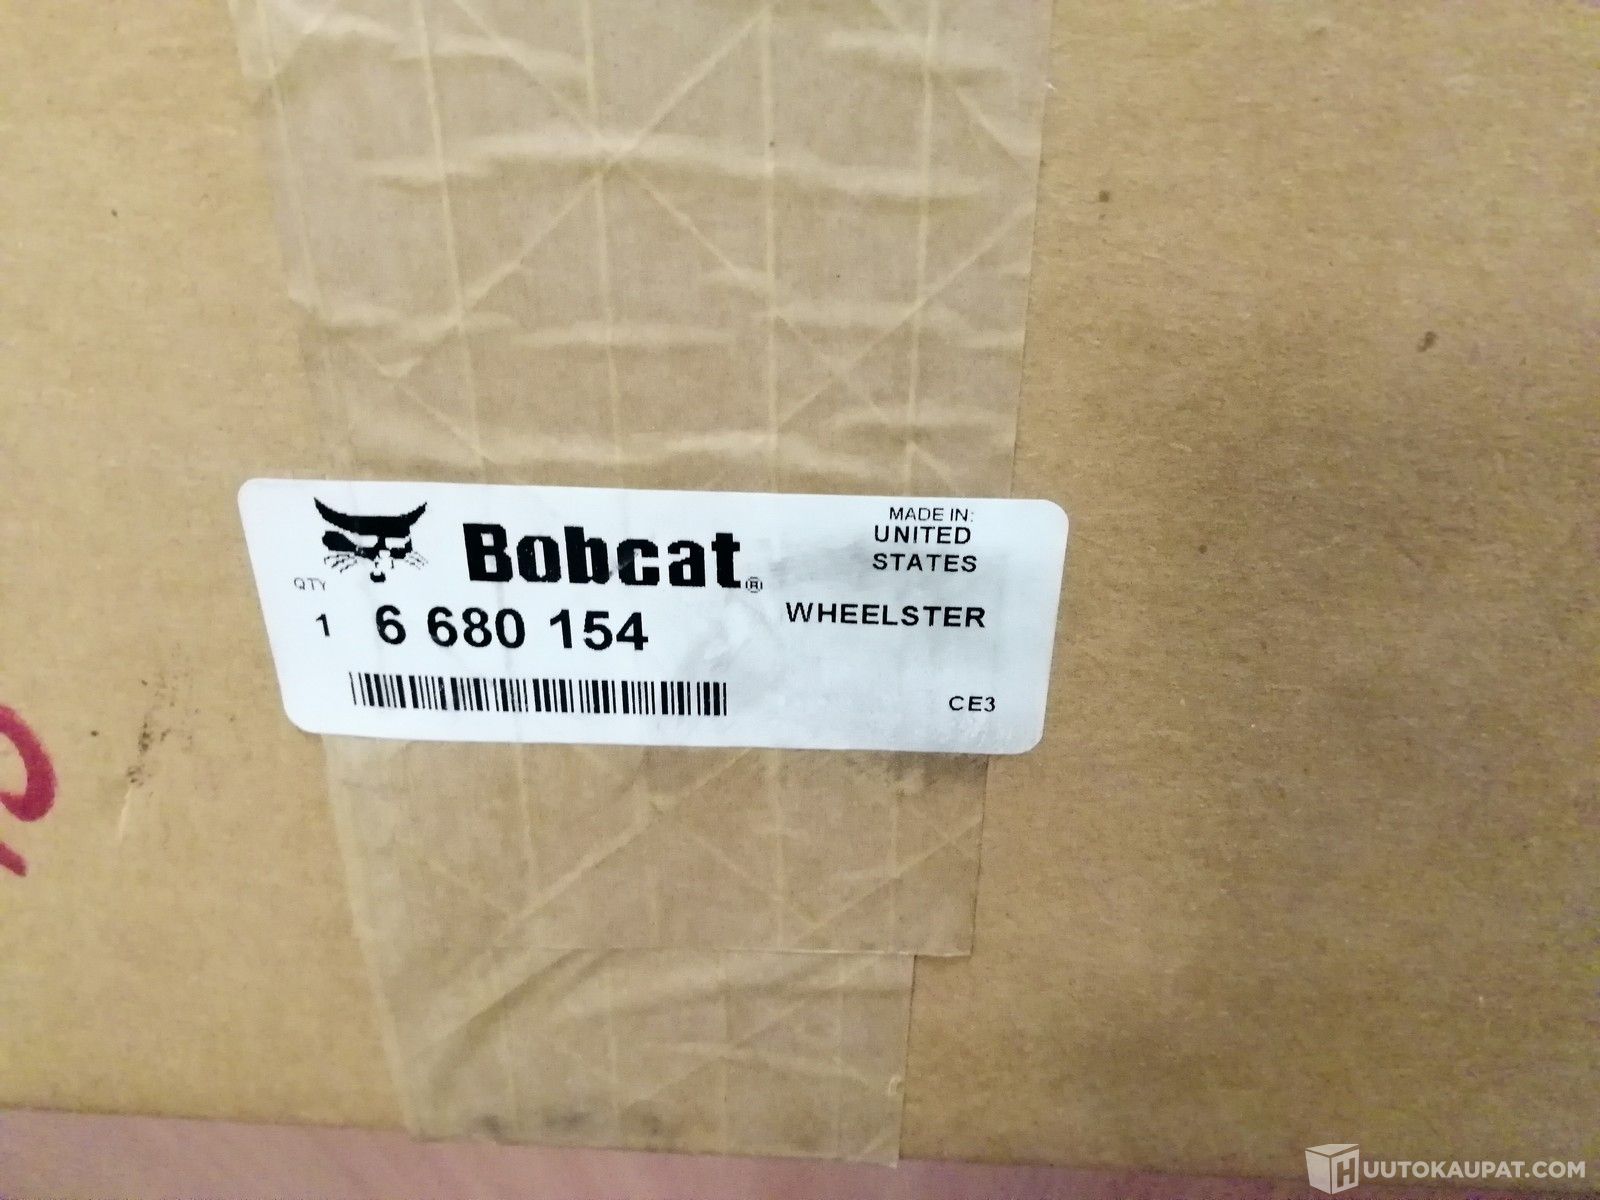 Bobcat®
MADE IN:
UNITED
STATES
QTY
1 6 680 154
WHEELSTER
CE3
HUUTOKAUPAT.COM